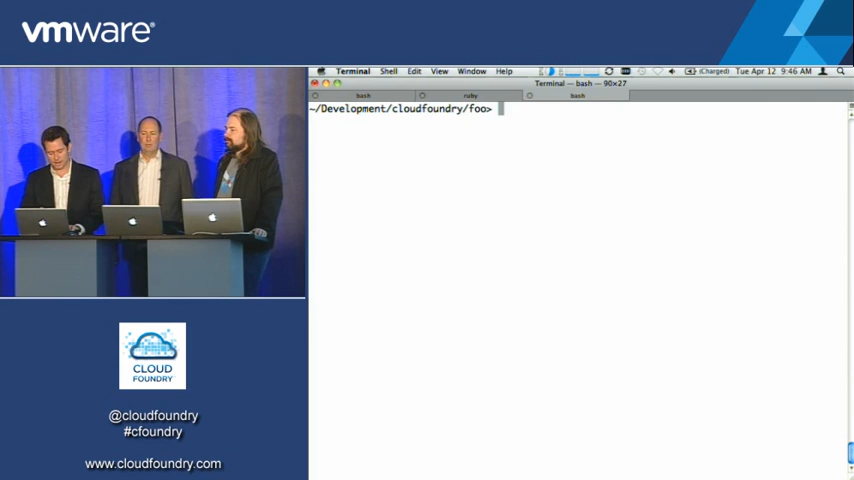 vmware®
Terminal Shell Edit View Window Help (Charged) Tue Apr 12 9:46 AM
Terminal — bash — 90×27
bash ruby bash
~/Development/cloudfoundry/foo>
CLOUD
FOUNDRY
@cloudfoundry
#cfoundry
www.cloudfoundry.com